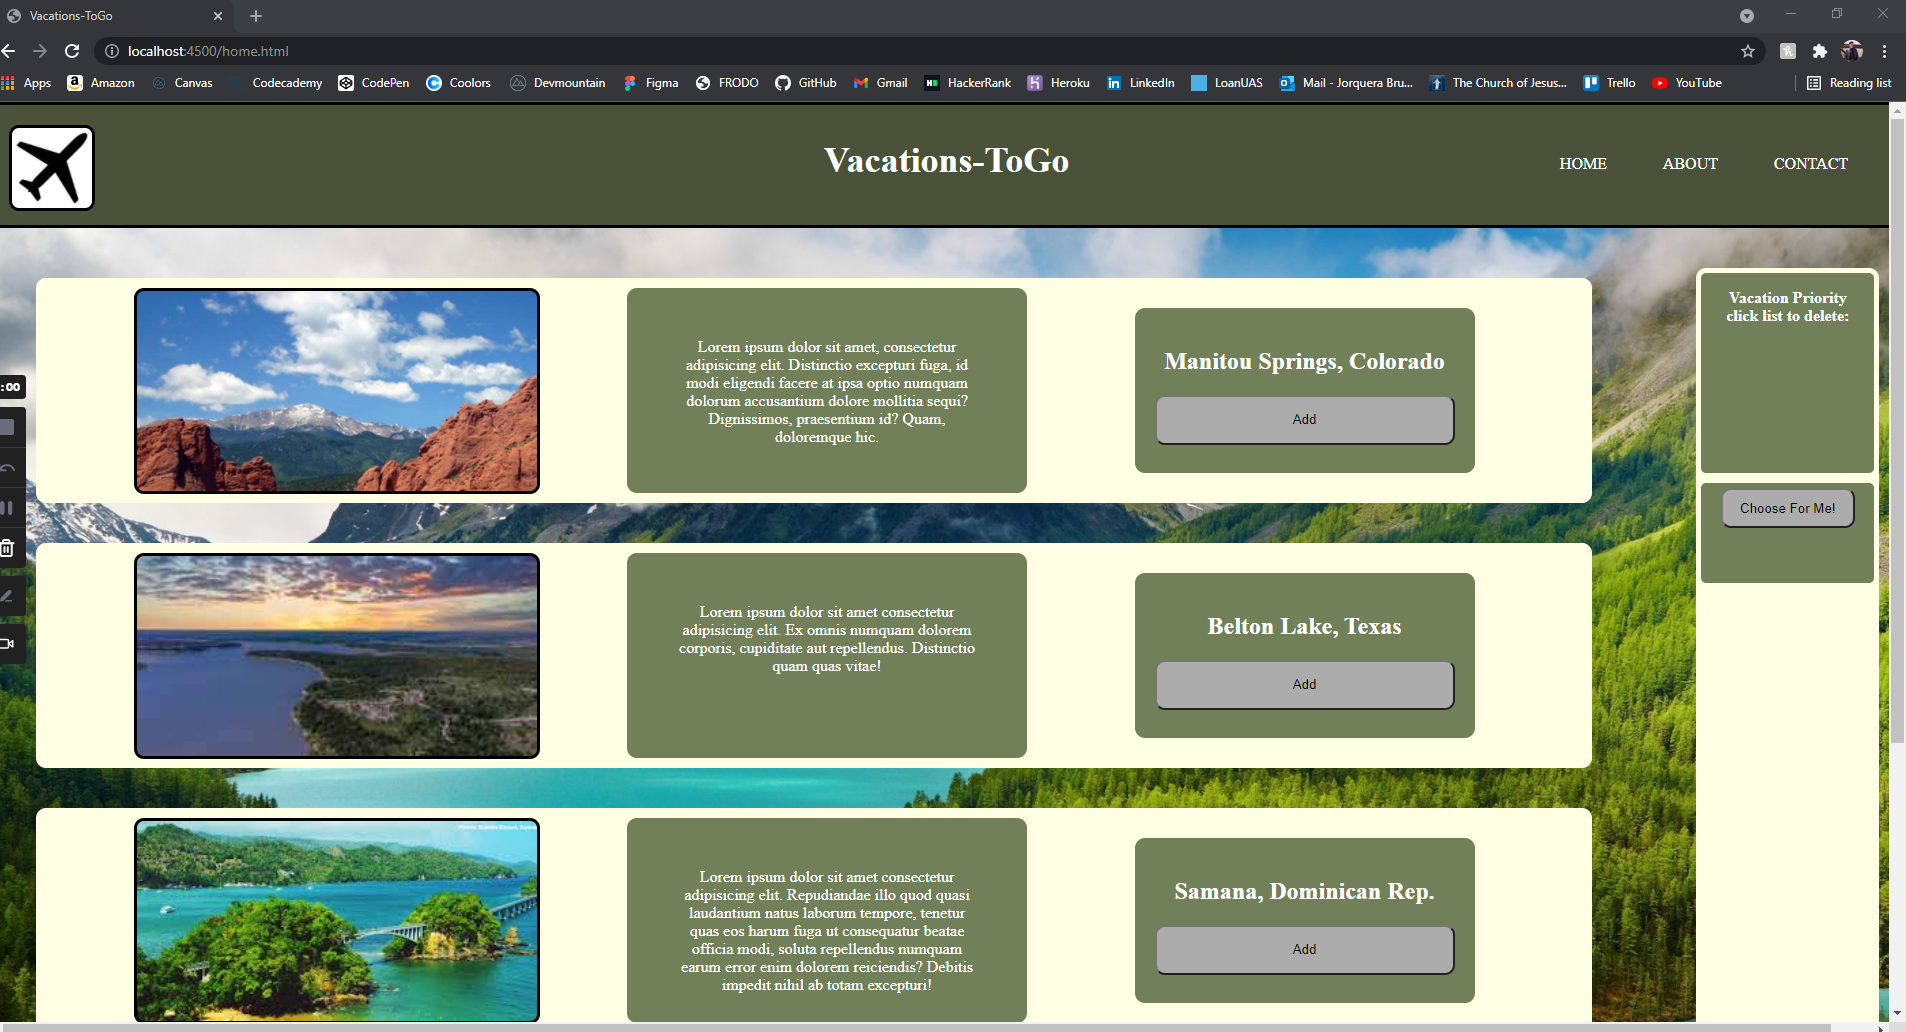 Vacations-ToGo
localhost:4500/home.html
Apps Amazon Canvas Codecademy CodePen Coolors Devmountain Figma FRODO GitHub Gmail HackerRank Heroku LinkedIn LoanUAS Mail - Jorquera Bru... The Church of Jesus... Trello YouTube Reading list
Vacations-ToGo
HOME ABOUT CONTACT
Lorem ipsum dolor sit amet, consectetur
adipisicing elit. Distinctio excepturi fuga, id
modi eligendi facere at ipsa optio numquam
dolorum accusantium dolore mollitia sequi?
Dignissimos, praesentium id? Quam,
doloremque hic.
Manitou Springs, Colorado
Add
Vacation Priority
click list to delete:
Choose For Me!
:00
Lorem ipsum dolor sit amet consectetur
adipisicing elit. Ex omnis numquam dolorem
corporis, cupiditate aut repellendus. Distinctio
quam quas vitae!
Belton Lake, Texas
Add
Lorem ipsum dolor sit amet consectetur
adipisicing elit. Repudiandae illo quod quasi
laudantium natus laborum tempore, tenetur
quas eos harum fuga ut consequatur beatae
officia modi, soluta repellendus numquam
earum error enim dolorem reiciendis? Debitis
impedit nihil ab totam excepturi!
Samana, Dominican Rep.
Add